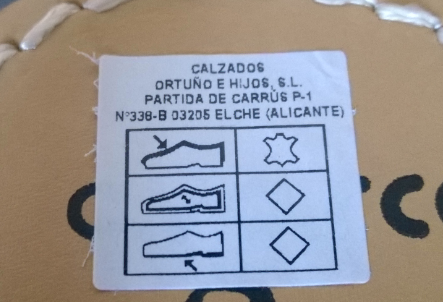 CALZADOS
ORTUÑO E HIJOS, S.L.
PARTIDA DE CARRÚS P-1
Nº338-B 03205 ELCHE (ALICANTE)